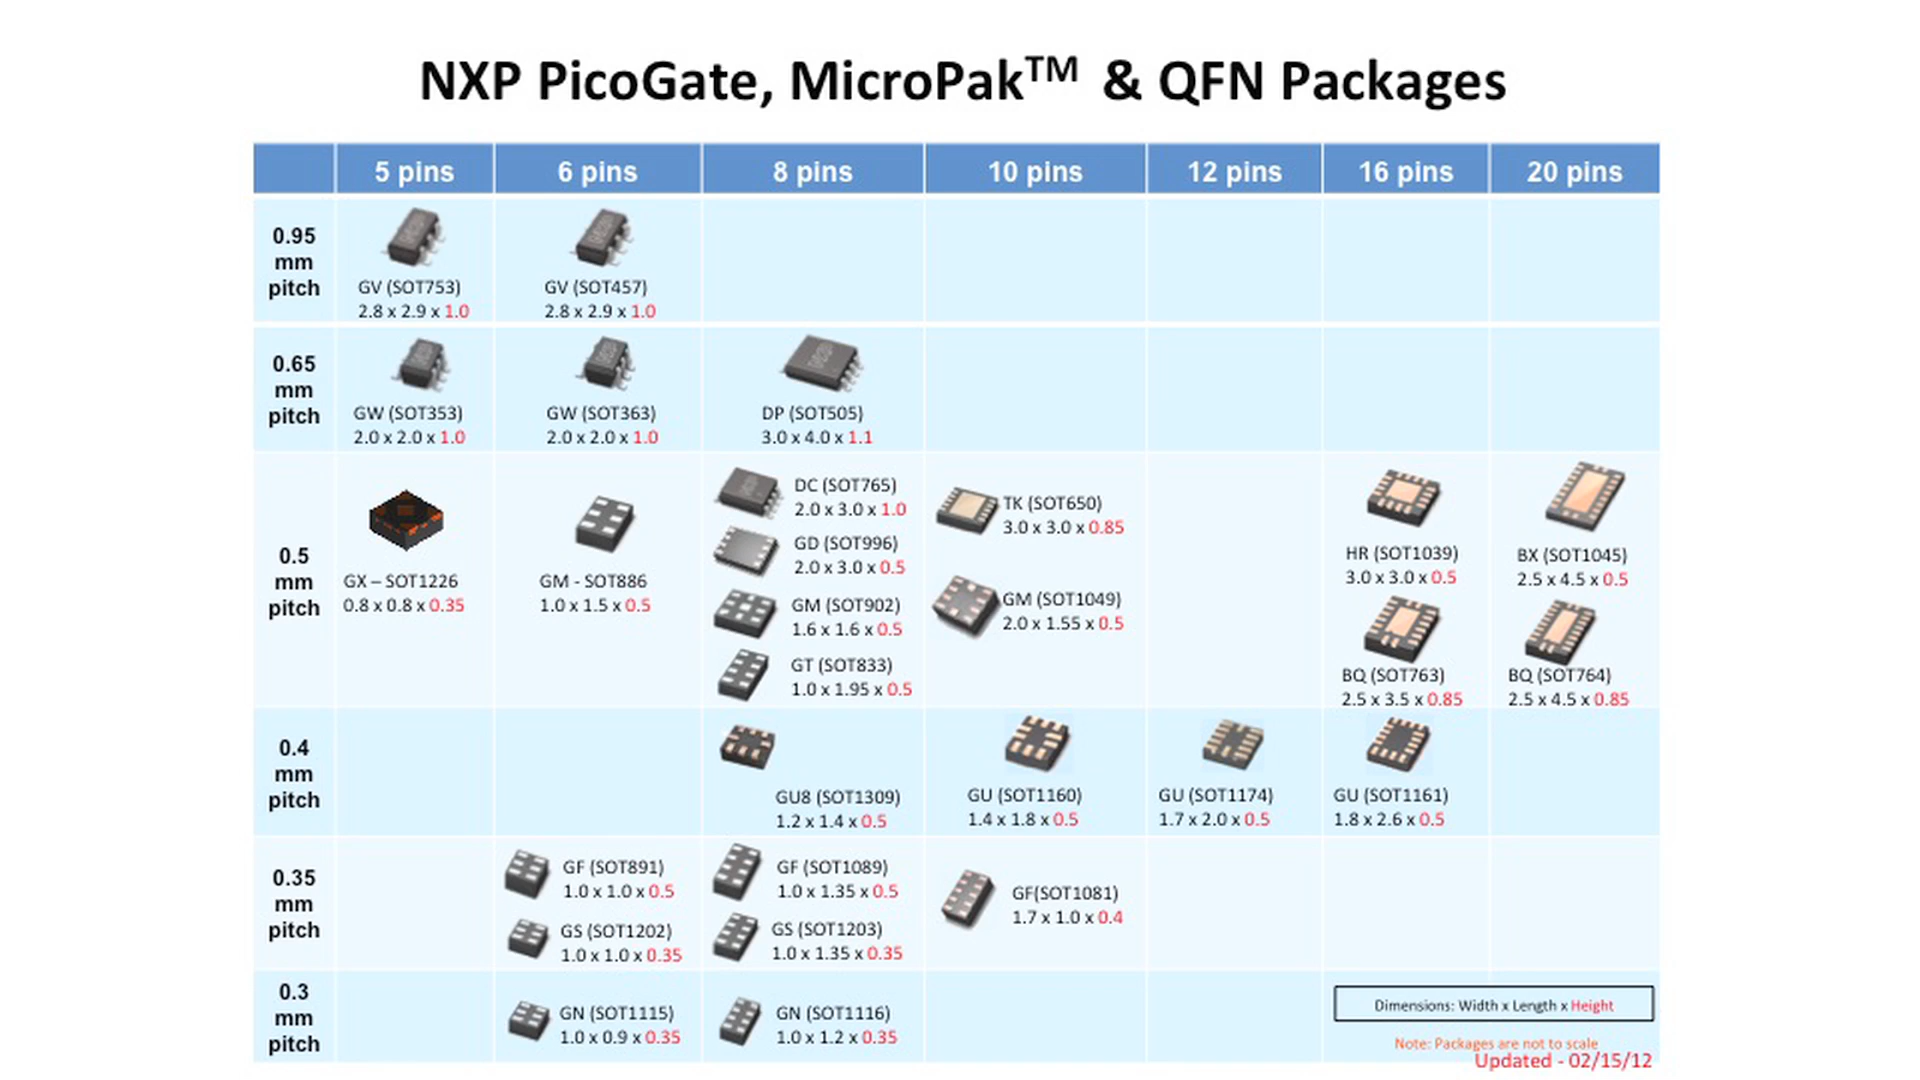 NXP PicoGate, MicroPak™ & QFN Packages
5 pins
6 pins
8 pins
10 pins
12 pins
16 pins
20 pins
0.95
mm
pitch
GV (SOT753)
2.8 x 2.9 x 1.0
GV (SOT457)
2.8 x 2.9 x 1.0
0.65
mm
pitch
GW (SOT353)
2.0 x 2.0 x 1.0
GW (SOT363)
2.0 x 2.0 x 1.0
DP (SOT505)
3.0 x 4.0 x 1.1
0.5
mm
pitch
GX – SOT1226
0.8 x 0.8 x 0.35
GM - SOT886
1.0 x 1.5 x 0.5
DC (SOT765)
2.0 x 3.0 x 1.0
GD (SOT996)
2.0 x 3.0 x 0.5
GM (SOT902)
1.6 x 1.6 x 0.5
GT (SOT833)
1.0 x 1.95 x 0.5
TK (SOT650)
3.0 x 3.0 x 0.85
GM (SOT1049)
2.0 x 1.55 x 0.5
HR (SOT1039)
3.0 x 3.0 x 0.5
BQ (SOT763)
2.5 x 3.5 x 0.85
BX (SOT1045)
2.5 x 4.5 x 0.5
BQ (SOT764)
2.5 x 4.5 x 0.85
0.4
mm
pitch
GU8 (SOT1309)
1.2 x 1.4 x 0.5
GU (SOT1160)
1.4 x 1.8 x 0.5
GU (SOT1174)
1.7 x 2.0 x 0.5
GU (SOT1161)
1.8 x 2.6 x 0.5
0.35
mm
pitch
GF (SOT891)
1.0 x 1.0 x 0.5
GS (SOT1202)
1.0 x 1.0 x 0.35
GF (SOT1089)
1.0 x 1.35 x 0.5
GS (SOT1203)
1.0 x 1.35 x 0.35
GF(SOT1081)
1.7 x 1.0 x 0.4
0.3
mm
pitch
GN (SOT1115)
1.0 x 0.9 x 0.35
GN (SOT1116)
1.0 x 1.2 x 0.35
Dimensions: Width x Length x Height
Note: Packages are not to scale
Updated - 02/15/12